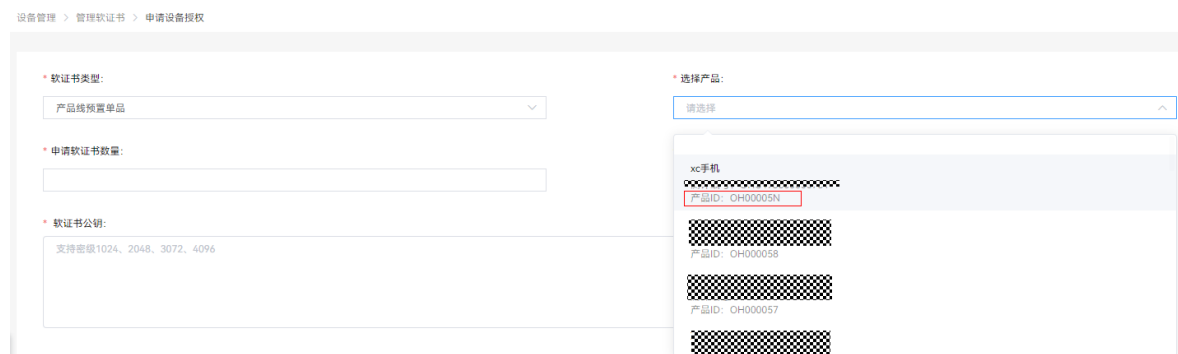 设备管理 > 管理软证书 > 申请设备授权
* 软证书类型:
产品线预置单品
* 选择产品:
请选择
* 申请软证书数量:
xc手机
产品ID: OH00005N
产品ID: OH000058
产品ID: OH000057
* 软证书公钥:
支持密级1024、2048、3072、4096